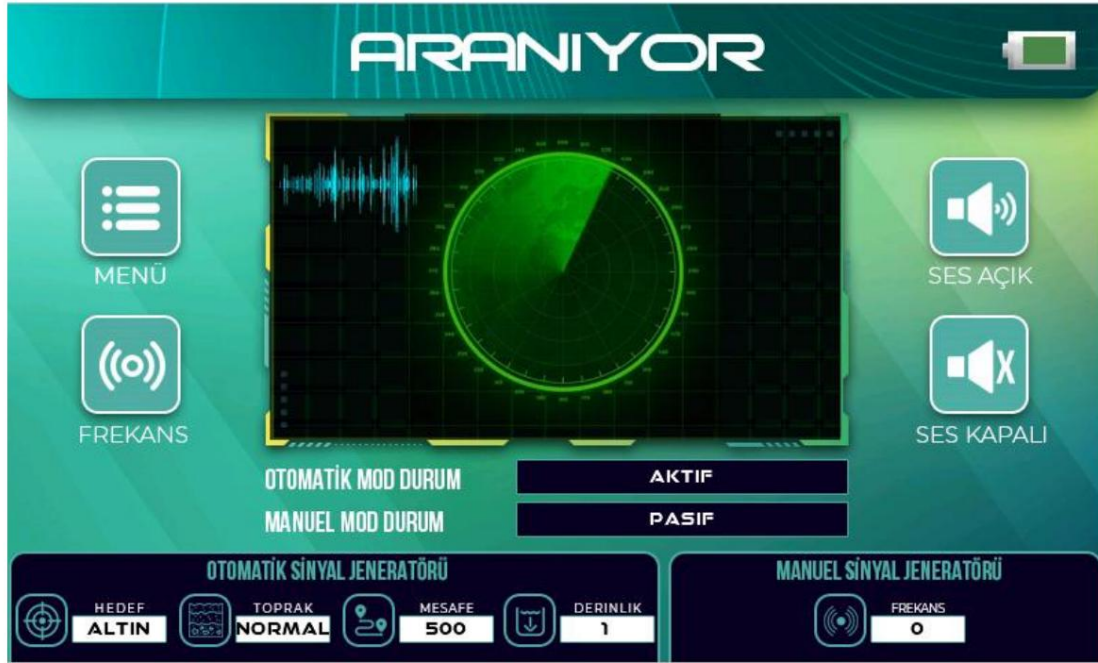 ARANIYOR
MENÜ
FREKANS
SES AÇIK
SES KAPALI
OTOMATİK MOD DURUM AKTIF
MANUEL MOD DURUM PASIF
OTOMATİK SİNYAL JENERATÖRÜ
HEDEF
ALTIN
TOPRAK
NORMAL
MESAFE
500
DERINLIK
1
MANUEL SİNYAL JENERATÖRÜ
FREKANS
0